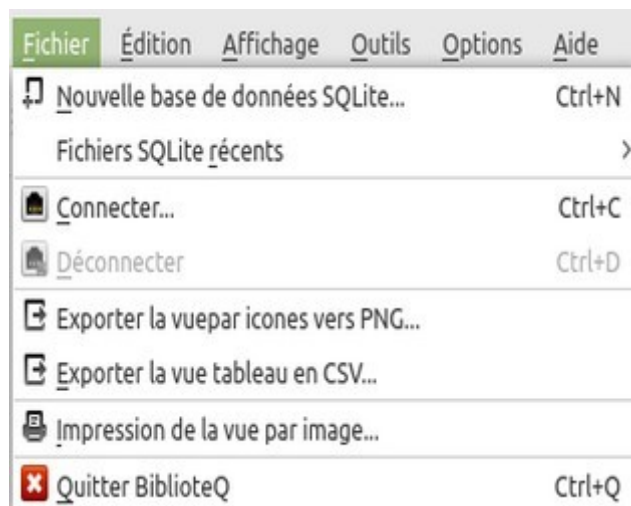 Fichier Édition Affichage Outils Options Aide
Nouvelle base de données SQLite... Ctrl+N
Fichiers SQLite récents
Connecter... Ctrl+C
Déconnecter Ctrl+D
Exporter la vuepar icones vers PNG...
Exporter la vue tableau en CSV...
Impression de la vue par image...
Quitter BiblioteQ Ctrl+Q